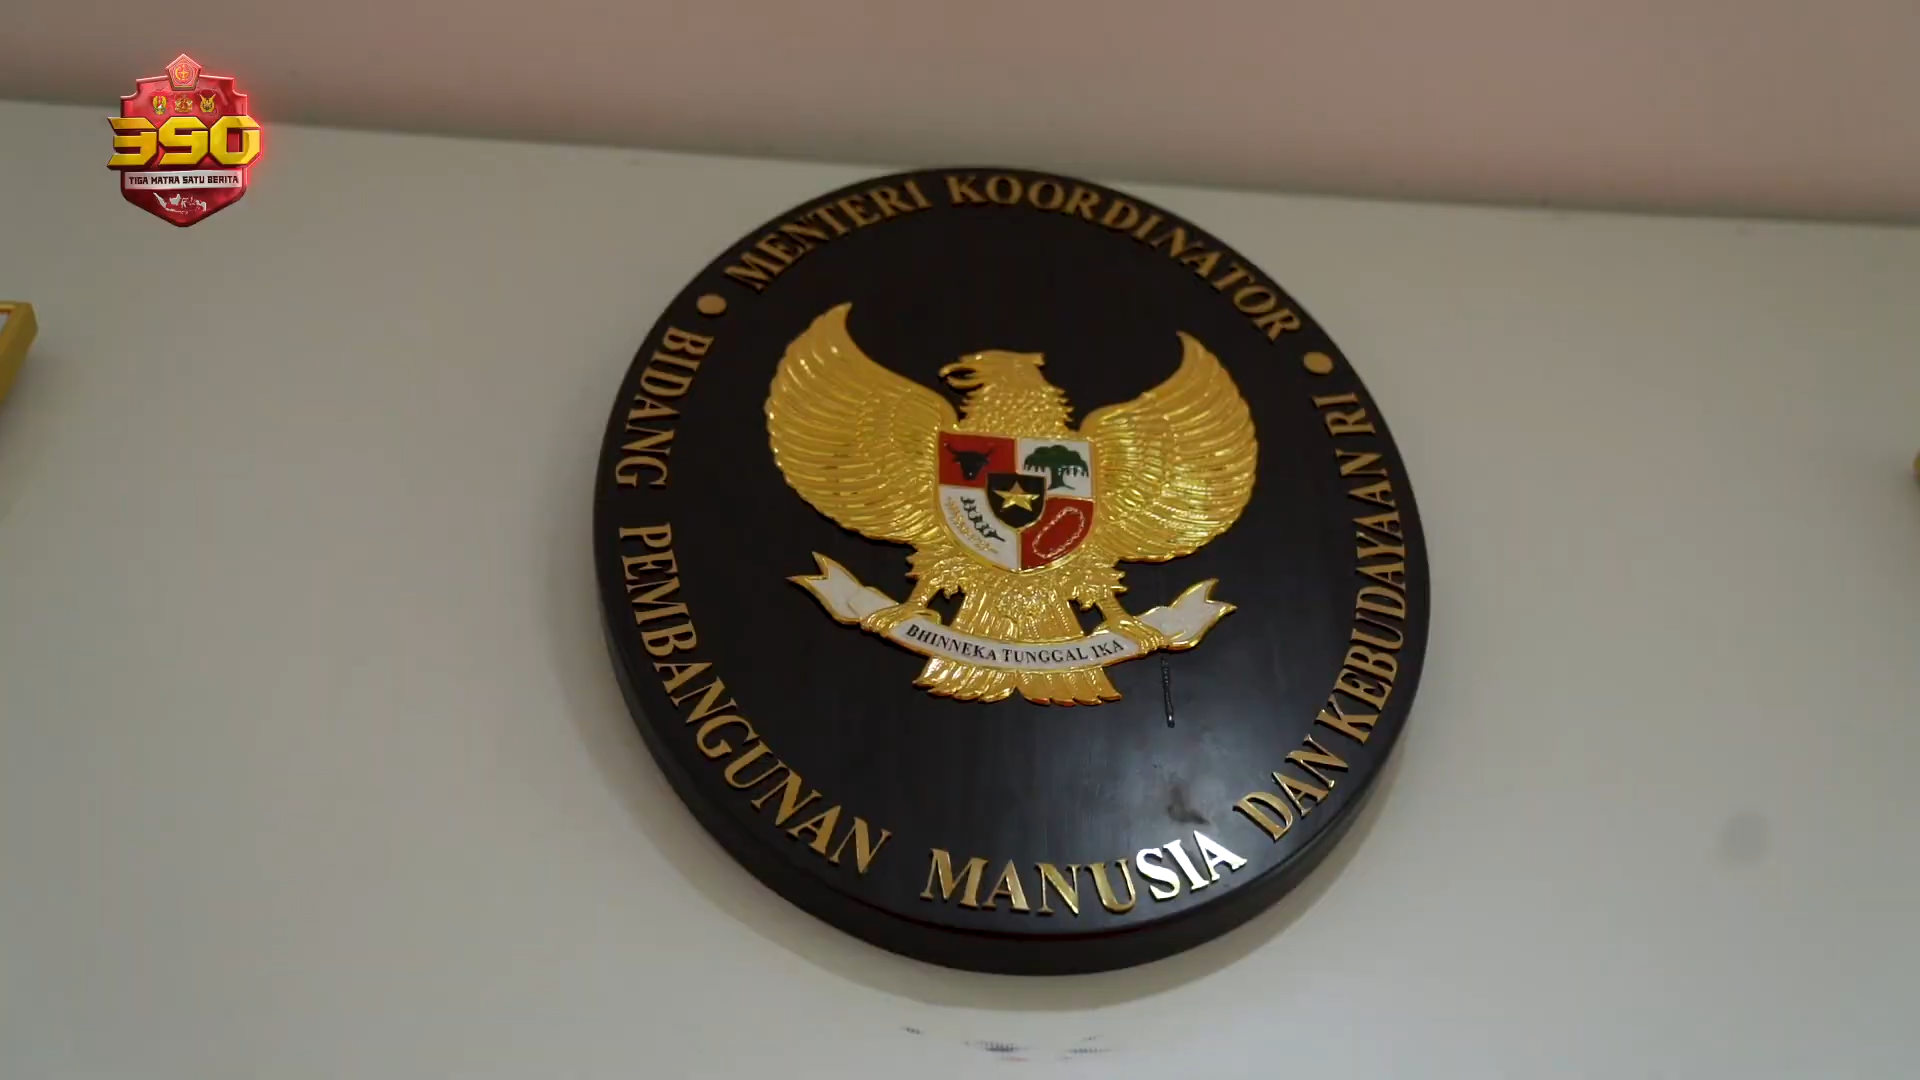 390
TIGA MATRA SATU BERITA
MENTERI KOORDINATOR
BIDANG PEMBANGUNAN MANUSIA DAN KEBUDAYAAN RI
BHINNEKA TUNGGAL IKA